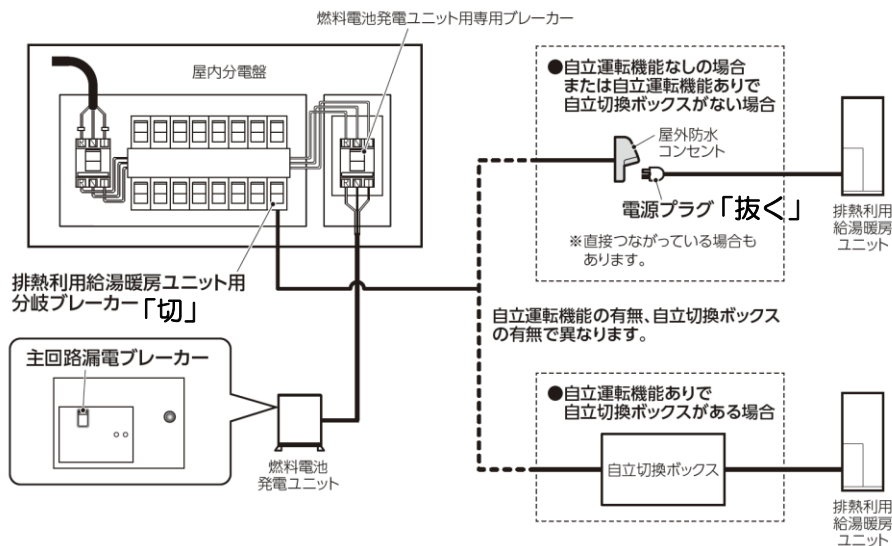 燃料電池発電ユニット用専用ブレーカー
屋内分電盤
●自立運転機能なしの場合
または自立運転機能ありで
自立切換ボックスがない場合
屋外防水
コンセント
電源プラグ「抜く」
※直接つながっている場合も
あります。
排熱利用
給湯暖房
ユニット
排熱利用給湯暖房ユニット用
分岐ブレーカー「切」
自立運転機能の有無、自立切換ボックス
の有無で異なります。
主回路漏電ブレーカー
燃料電池
発電ユニット
●自立運転機能ありで
自立切換ボックスがある場合
自立切換ボックス
排熱利用
給湯暖房
ユニット